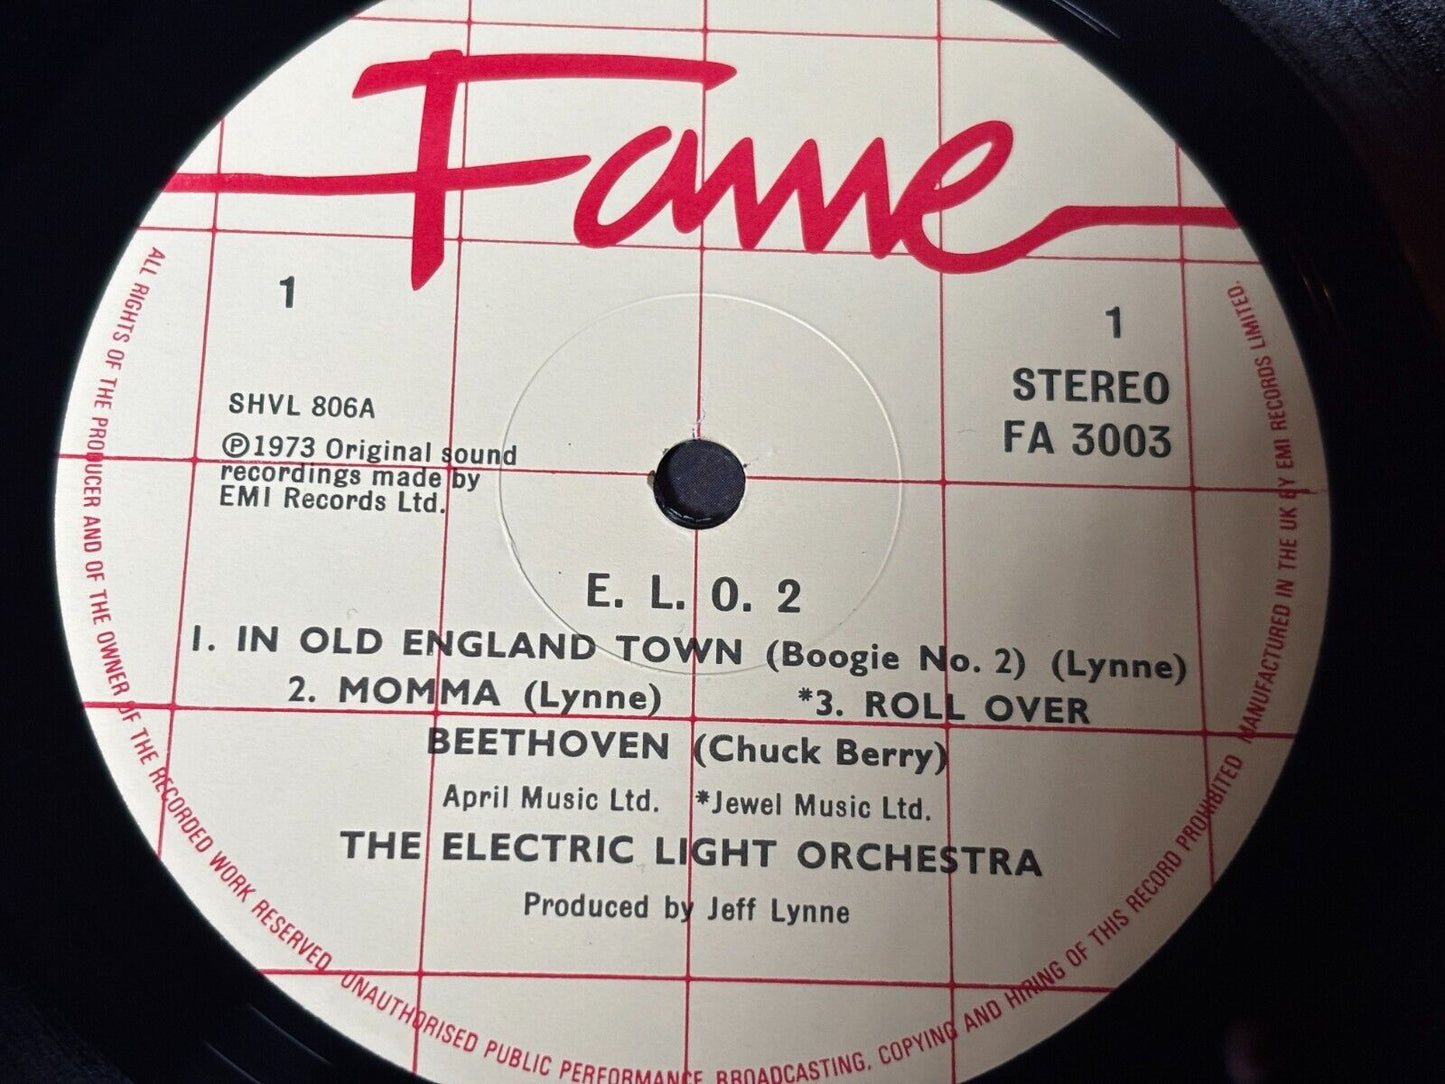 Fame
1
1
STEREO
FA 3003
SHVL 806A
℗1973 Original sound
recordings made by
EMI Records Ltd.
E. L. O. 2
1. IN OLD ENGLAND TOWN (Boogie No. 2) (Lynne)
2. MOMMA (Lynne) *3. ROLL OVER
BEETHOVEN (Chuck Berry)
April Music Ltd. *Jewel Music Ltd.
THE ELECTRIC LIGHT ORCHESTRA
Produced by Jeff Lynne
ALL RIGHTS OF THE PRODUCER AND OF THE OWNER OF THE RECORDED WORK RESERVED. UNAUTHORISED PUBLIC PERFORMANCE BROADCASTING, COPYING AND HIRING OF THIS RECORD PROHIBITED MANUFACTURED IN THE UK BY EMI RECORDS LIMITED.